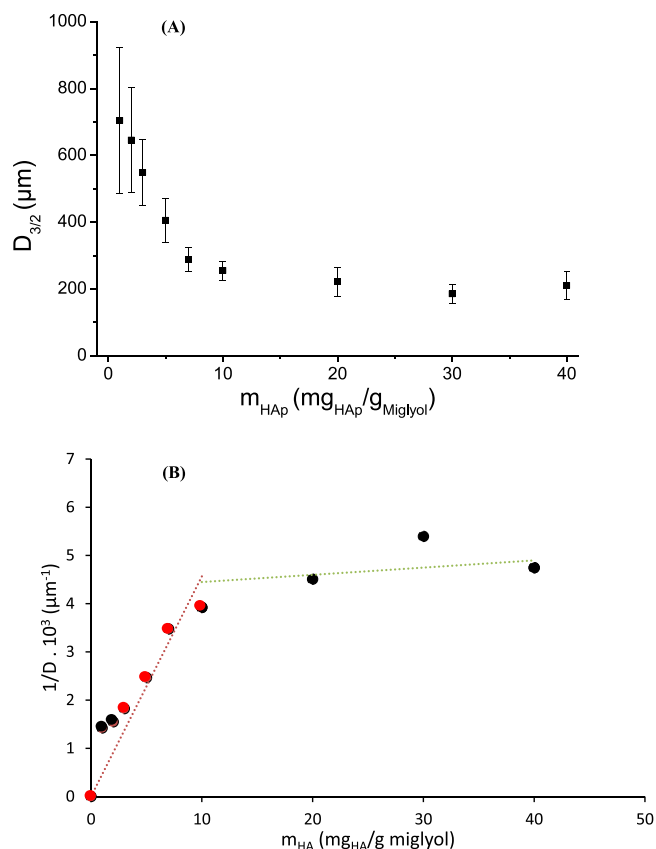 (A)
1000
800
600
400
200
0
D3/2 (µm)
0 10 20 30 40
mHAp (mgHAp/gMiglyol)
(B)
7
6
5
4
3
2
1
0
1/D . 10³ (µm⁻¹)
0 10 20 30 40 50
mHA (mgHA/g miglyol)